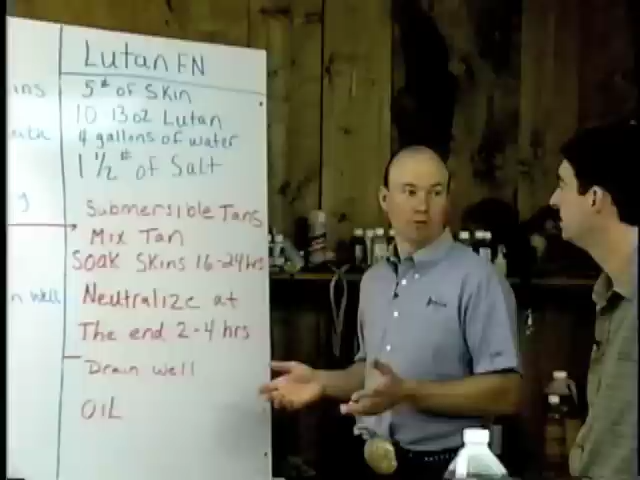 Lutan FN
5# of Skin
10 13oz Lutan
4 gallons of water
1 1/2 # of Salt
Submersible Tans
Mix Tan
Soak Skins 16-24hrs
Neutralize at
The end 2-4 hrs
Drain well
OIL
n well